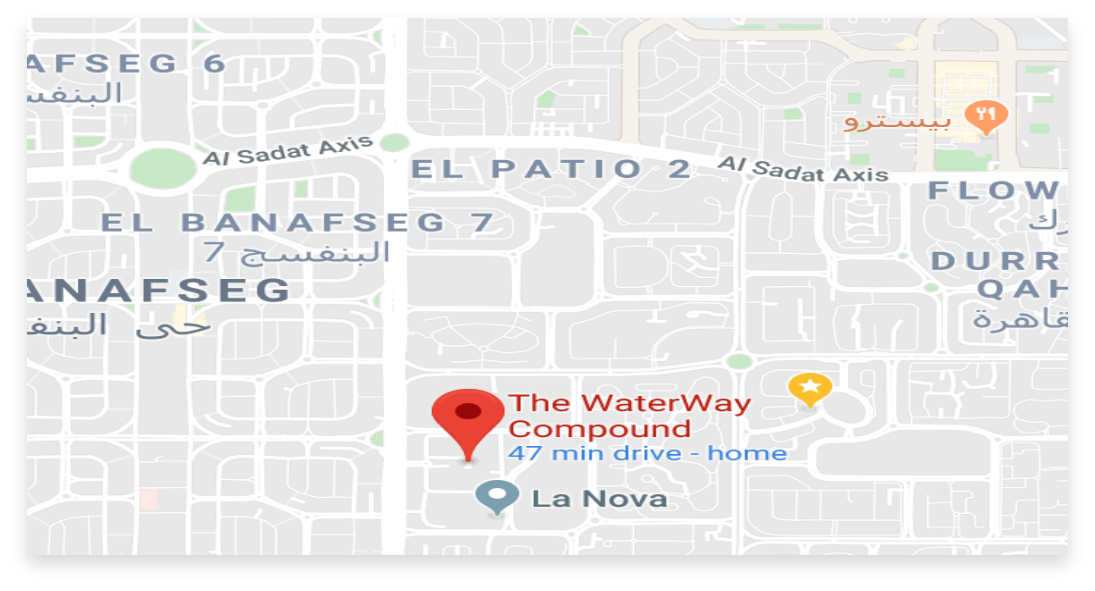 AFSEG 6
البنفس
Al Sadat Axis
بيسترو
EL PATIO 2
Al Sadat Axis
FLOW
رك
EL BANAFSEG 7
البنفسج 7
DURR
QAH
قاهرة
ANAFSEG
حى البنف
The WaterWay
Compound
47 min drive - home
La Nova